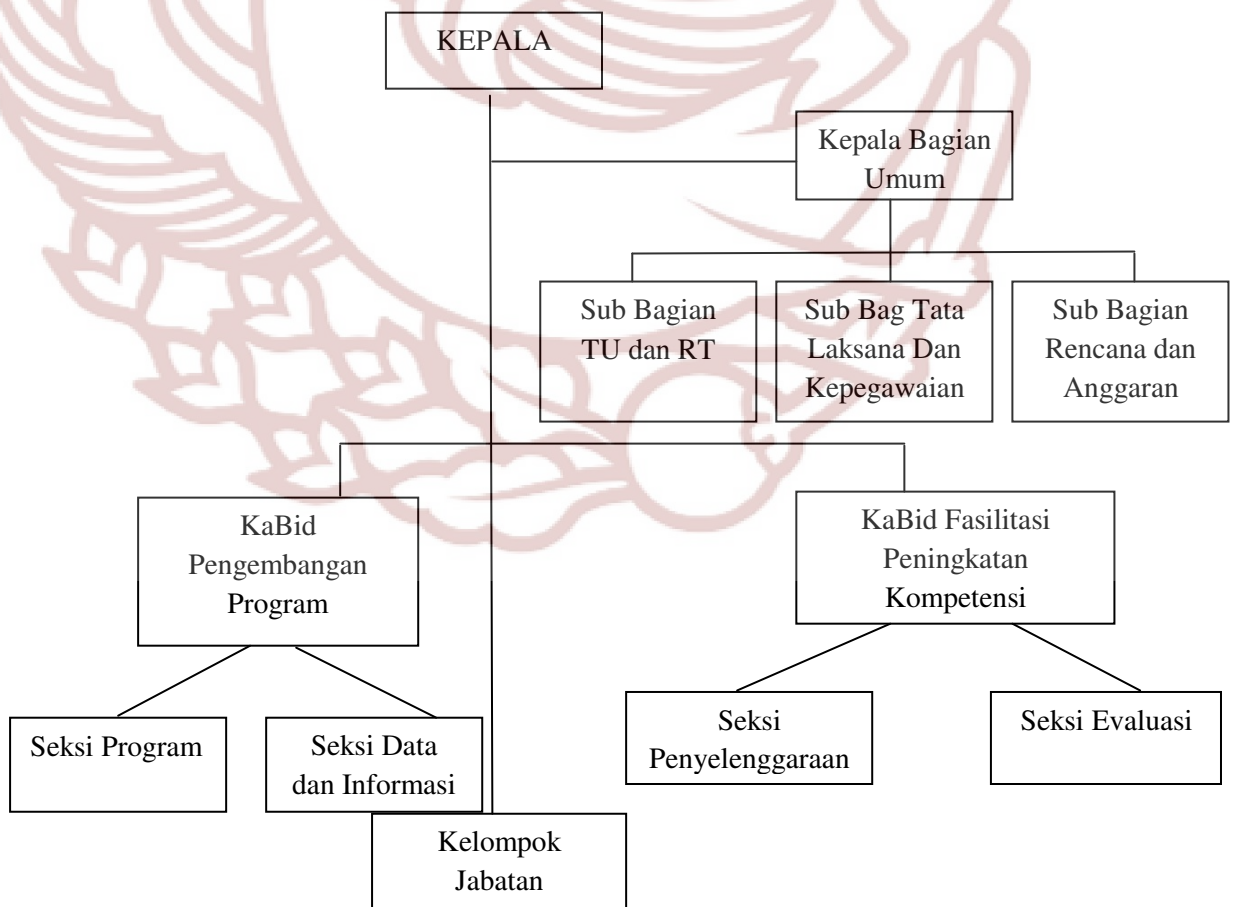 KEPALA
Kepala Bagian
Umum
Sub Bagian
TU dan RT
Sub Bag Tata
Laksana Dan
Kepegawaian
Sub Bagian
Rencana dan
Anggaran
KaBid
Pengembangan
Program
KaBid Fasilitasi
Peningkatan
Kompetensi
Seksi Program
Seksi Data
dan Informasi
Seksi
Penyelenggaraan
Seksi Evaluasi
Kelompok
Jabatan